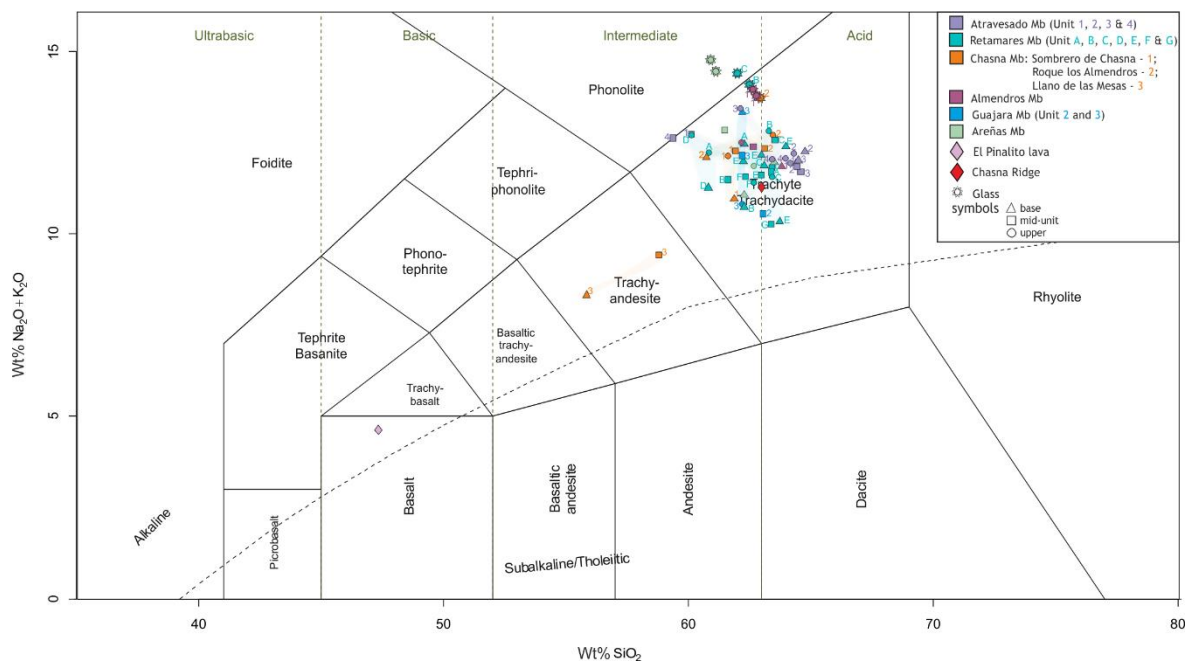 15
10
5
0
Wt% Na₂O + K₂O
40
50
60
70
80
Wt% SiO₂
Ultrabasic
Basic
Intermediate
Acid
Phonolite
Foidite
Tephri-
phonolite
Phono-
tephrite
Tephrite
Basanite
Trachy-
basalt
Basaltic
trachy-
andesite
Trachy-
andesite
Trachyte
Trachydacite
Rhyolite
Alkaline
Picrobasalt
Basalt
Basaltic
andesite
Andesite
Dacite
Subalkaline/Tholeiitic
Atravesado Mb (Unit 1, 2, 3 & 4)
Retamares Mb (Unit A, B, C, D, E, F & G)
Chasna Mb: Sombrero de Chasna - 1;
Roque los Almendros - 2;
Llano de las Mesas - 3
Almendros Mb
Guajara Mb (Unit 2 and 3)
Areñas Mb
El Pinalito lava
Chasna Ridge
Glass
symbols
base
mid-unit
upper